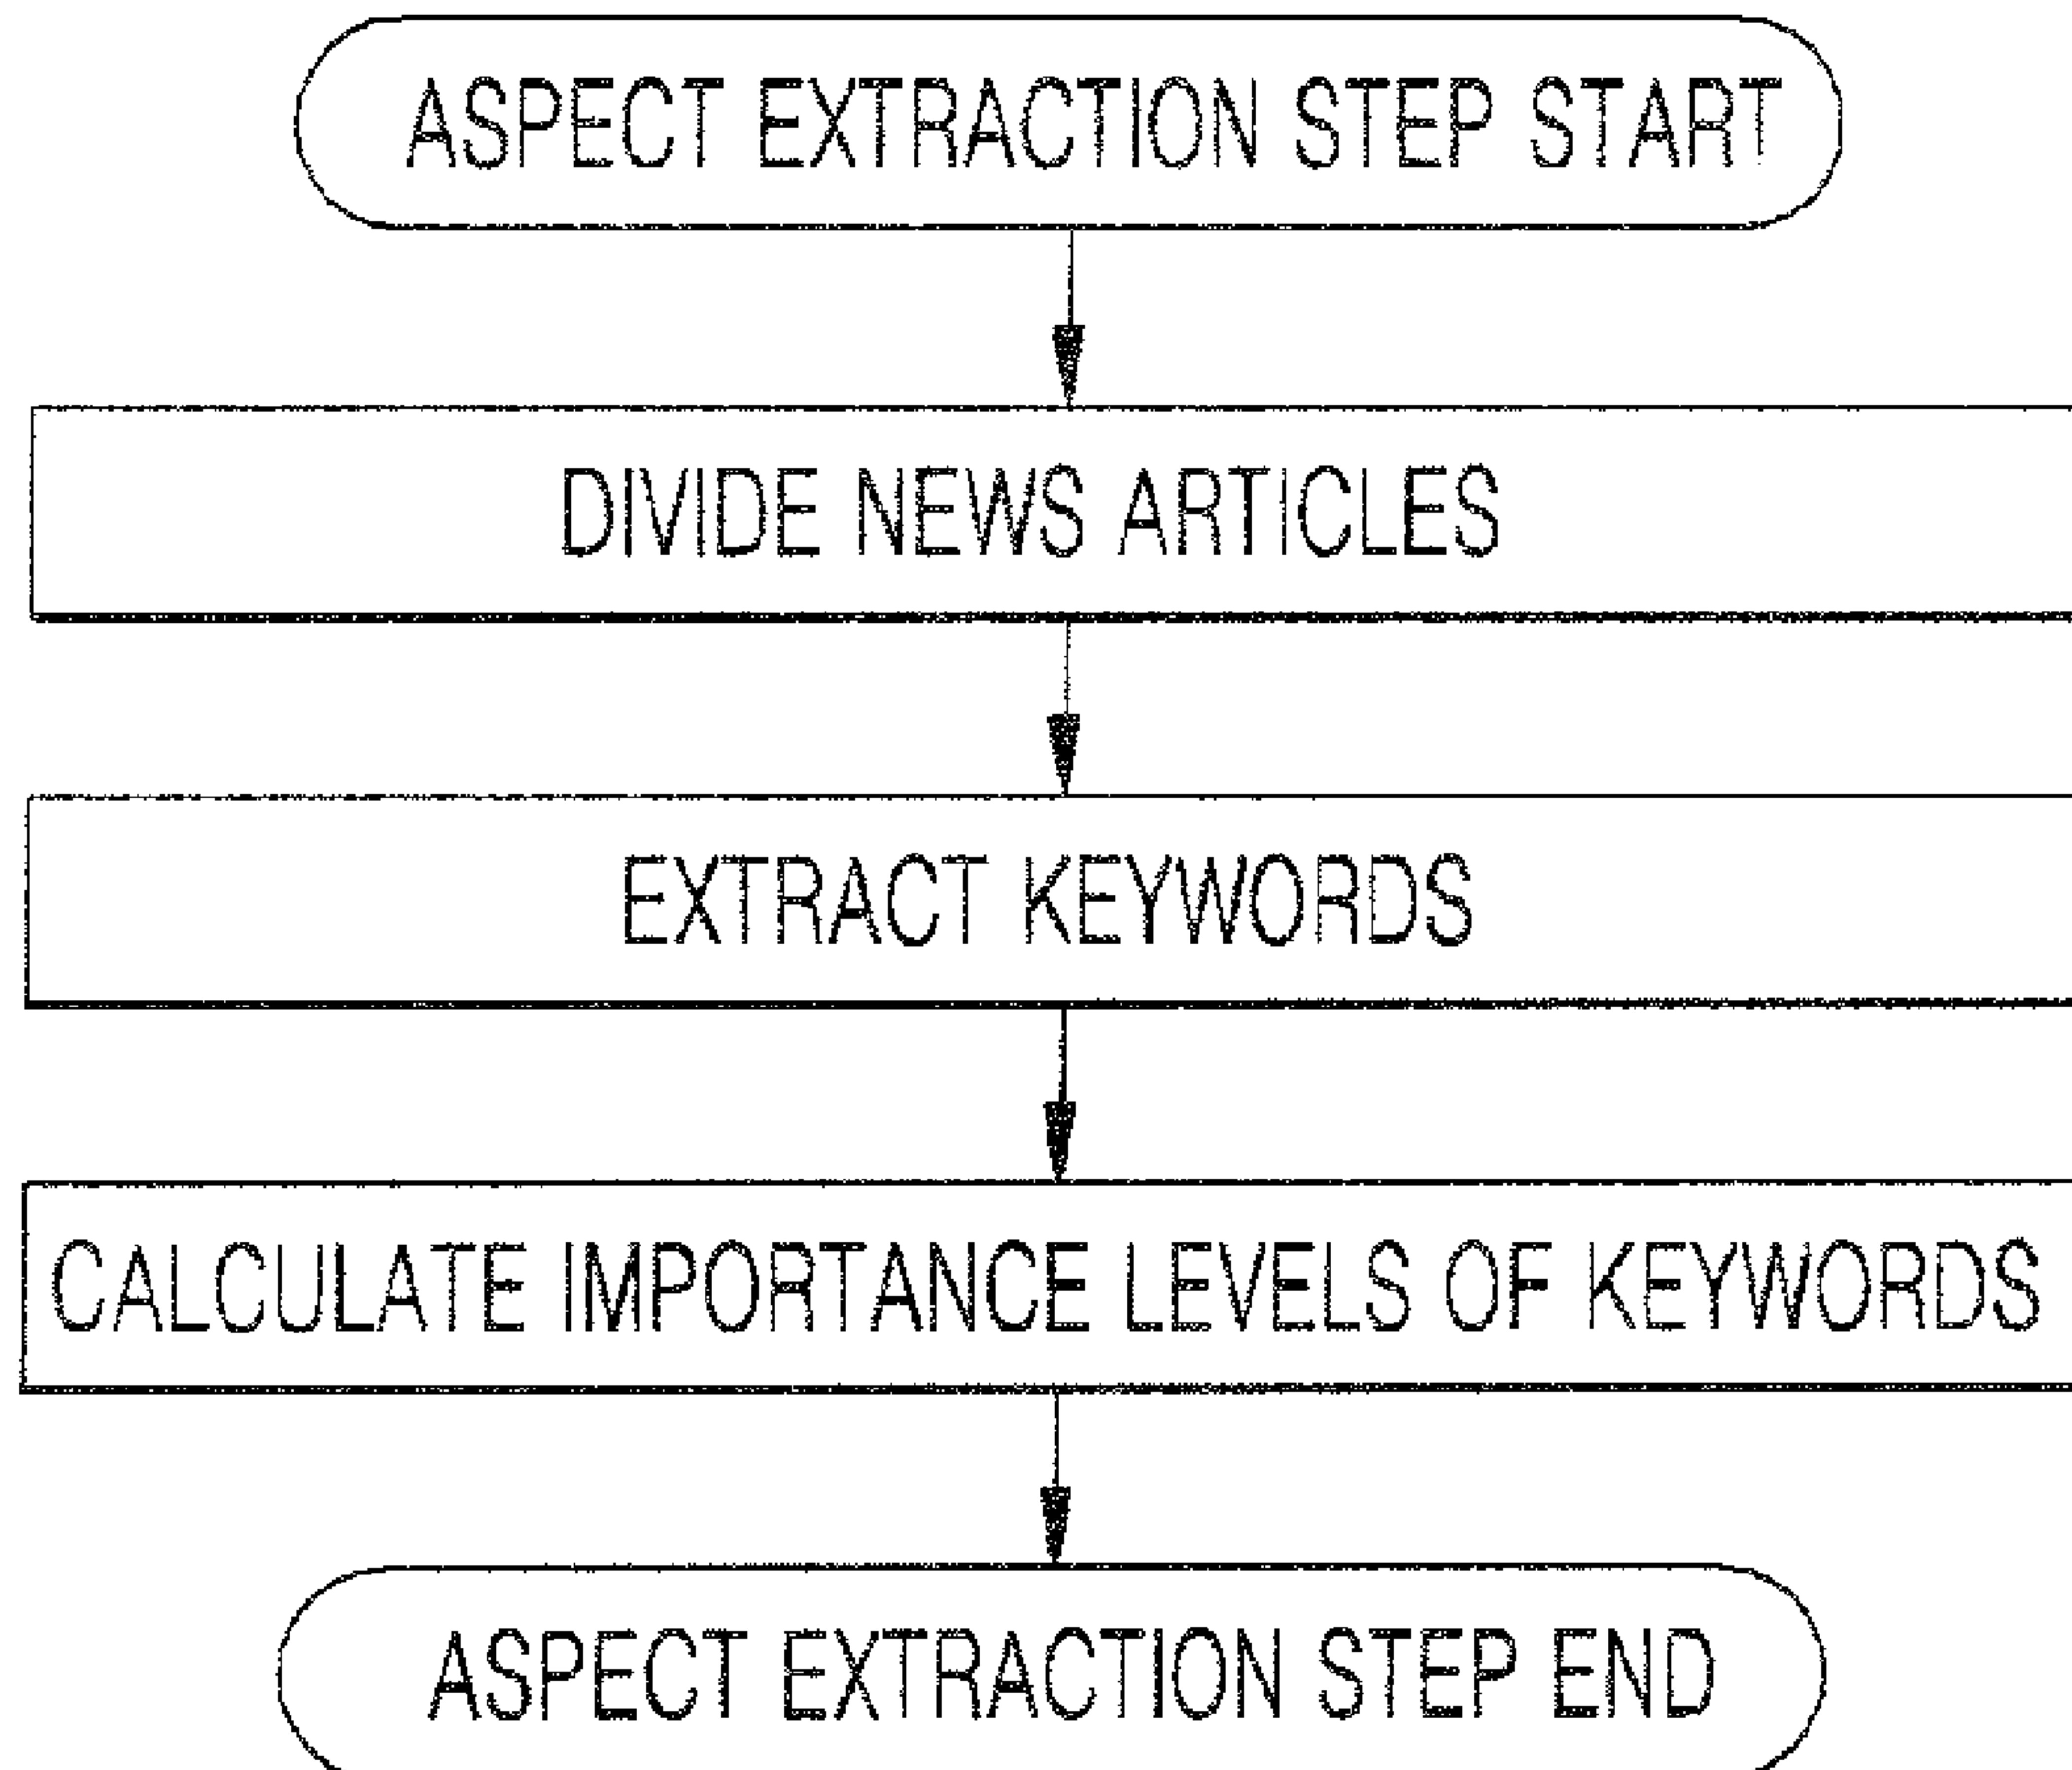 ASPECT EXTRACTION STEP START
DIVIDE NEWS ARTICLES
EXTRACT KEYWORDS
CALCULATE IMPORTANCE LEVELS OF KEYWORDS
ASPECT EXTRACTION STEP END